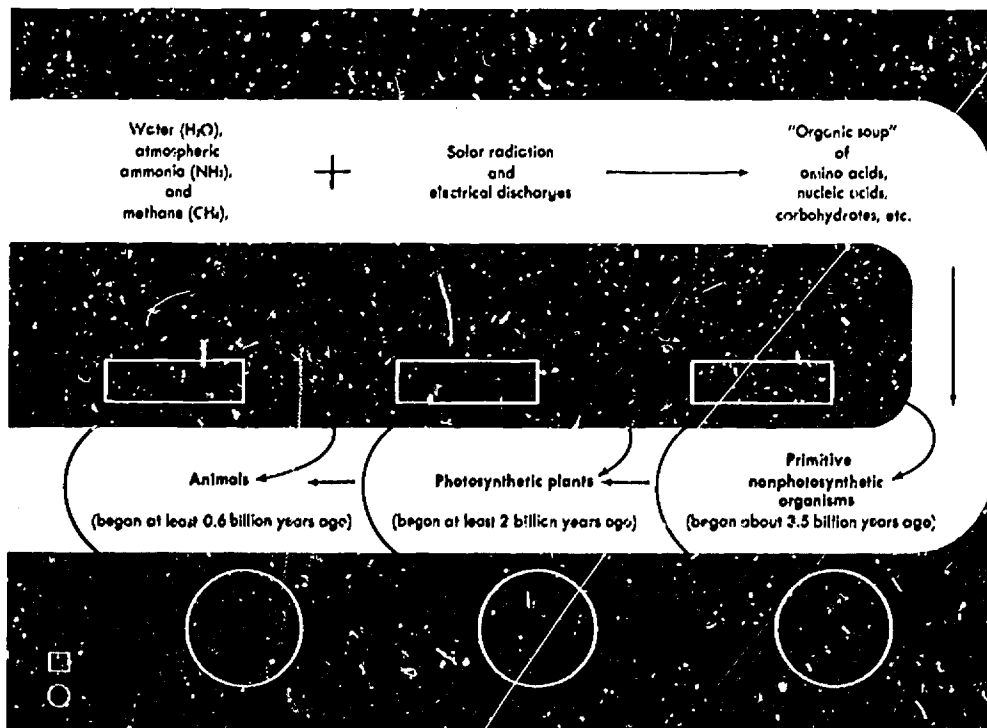 Water (H₂O),
atmospheric
ammonia (NH₃),
and
methane (CH₄),
+
Solar radiction
and
electrical discharges
"Organic soup"
of
amino acids,
nucleic acids,
carbohydrates, etc.
Animals
(began at least 0.6 billion years ago)
Photosynthetic plants
(began at least 2 billion years ago)
Primitive
nonphotosynthetic
organisms
(began about 3.5 billion years ago)